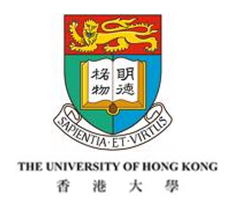 明德
格物
SAPIENTIA·ET·VIRTUS
THE UNIVERSITY OF HONG KONG
香港大學